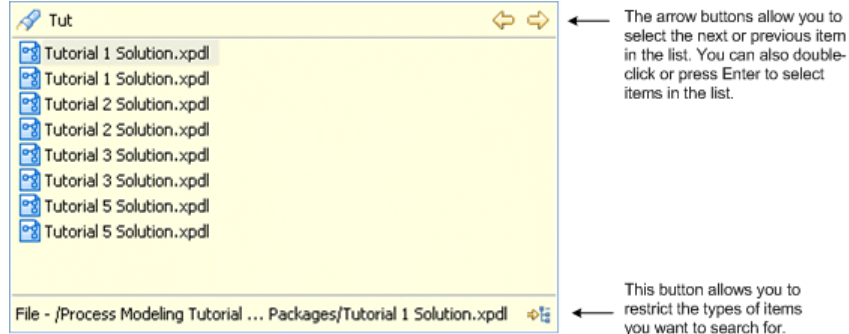 Tut
Tutorial 1 Solution.xpdl
Tutorial 1 Solution.xpdl
Tutorial 2 Solution.xpdl
Tutorial 2 Solution.xpdl
Tutorial 3 Solution.xpdl
Tutorial 3 Solution.xpdl
Tutorial 5 Solution.xpdl
Tutorial 5 Solution.xpdl
File - /Process Modeling Tutorial ... Packages/Tutorial 1 Solution.xpdl
The arrow buttons allow you to
select the next or previous item
in the list. You can also double-
click or press Enter to select
items in the list.
This button allows you to
restrict the types of items
you want to search for.